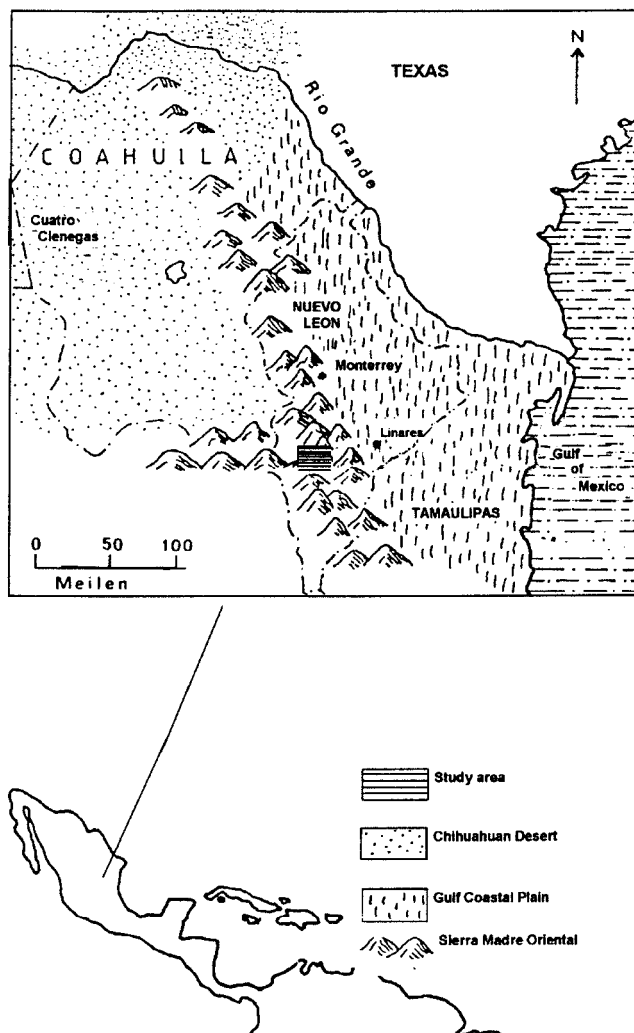 N
TEXAS
Rio Grande
COAHUILLA
Cuatro
Cienegas
NUEVO
LEON
Monterrey
Linares
Gulf
of
Mexico
TAMAULIPAS
0 50 100
Meilen
Study area
Chihuahuan Desert
Gulf Coastal Plain
Sierra Madre Oriental